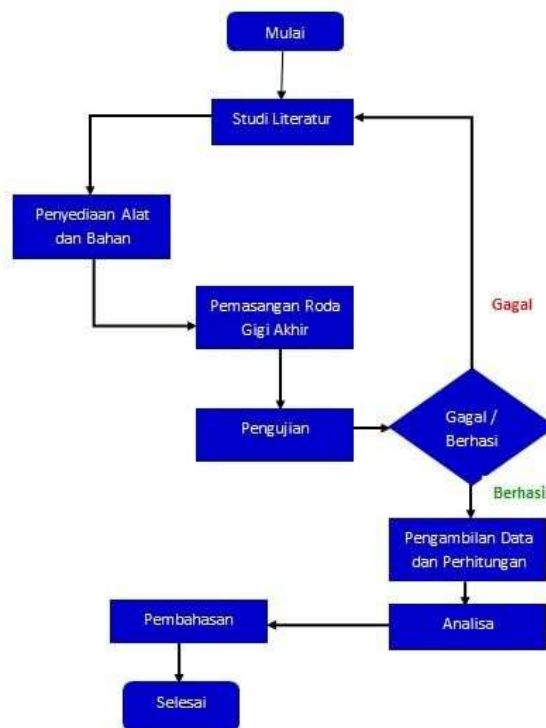 Mulai
Studi Literatur
Penyediaan Alat
dan Bahan
Pemasangan Roda
Gigi Akhir
Gagal
Pengujian
Gagal /
Berhasi
Berhasi
Pengambilan Data
dan Perhitungan
Pembahasan
Analisa
Selesai